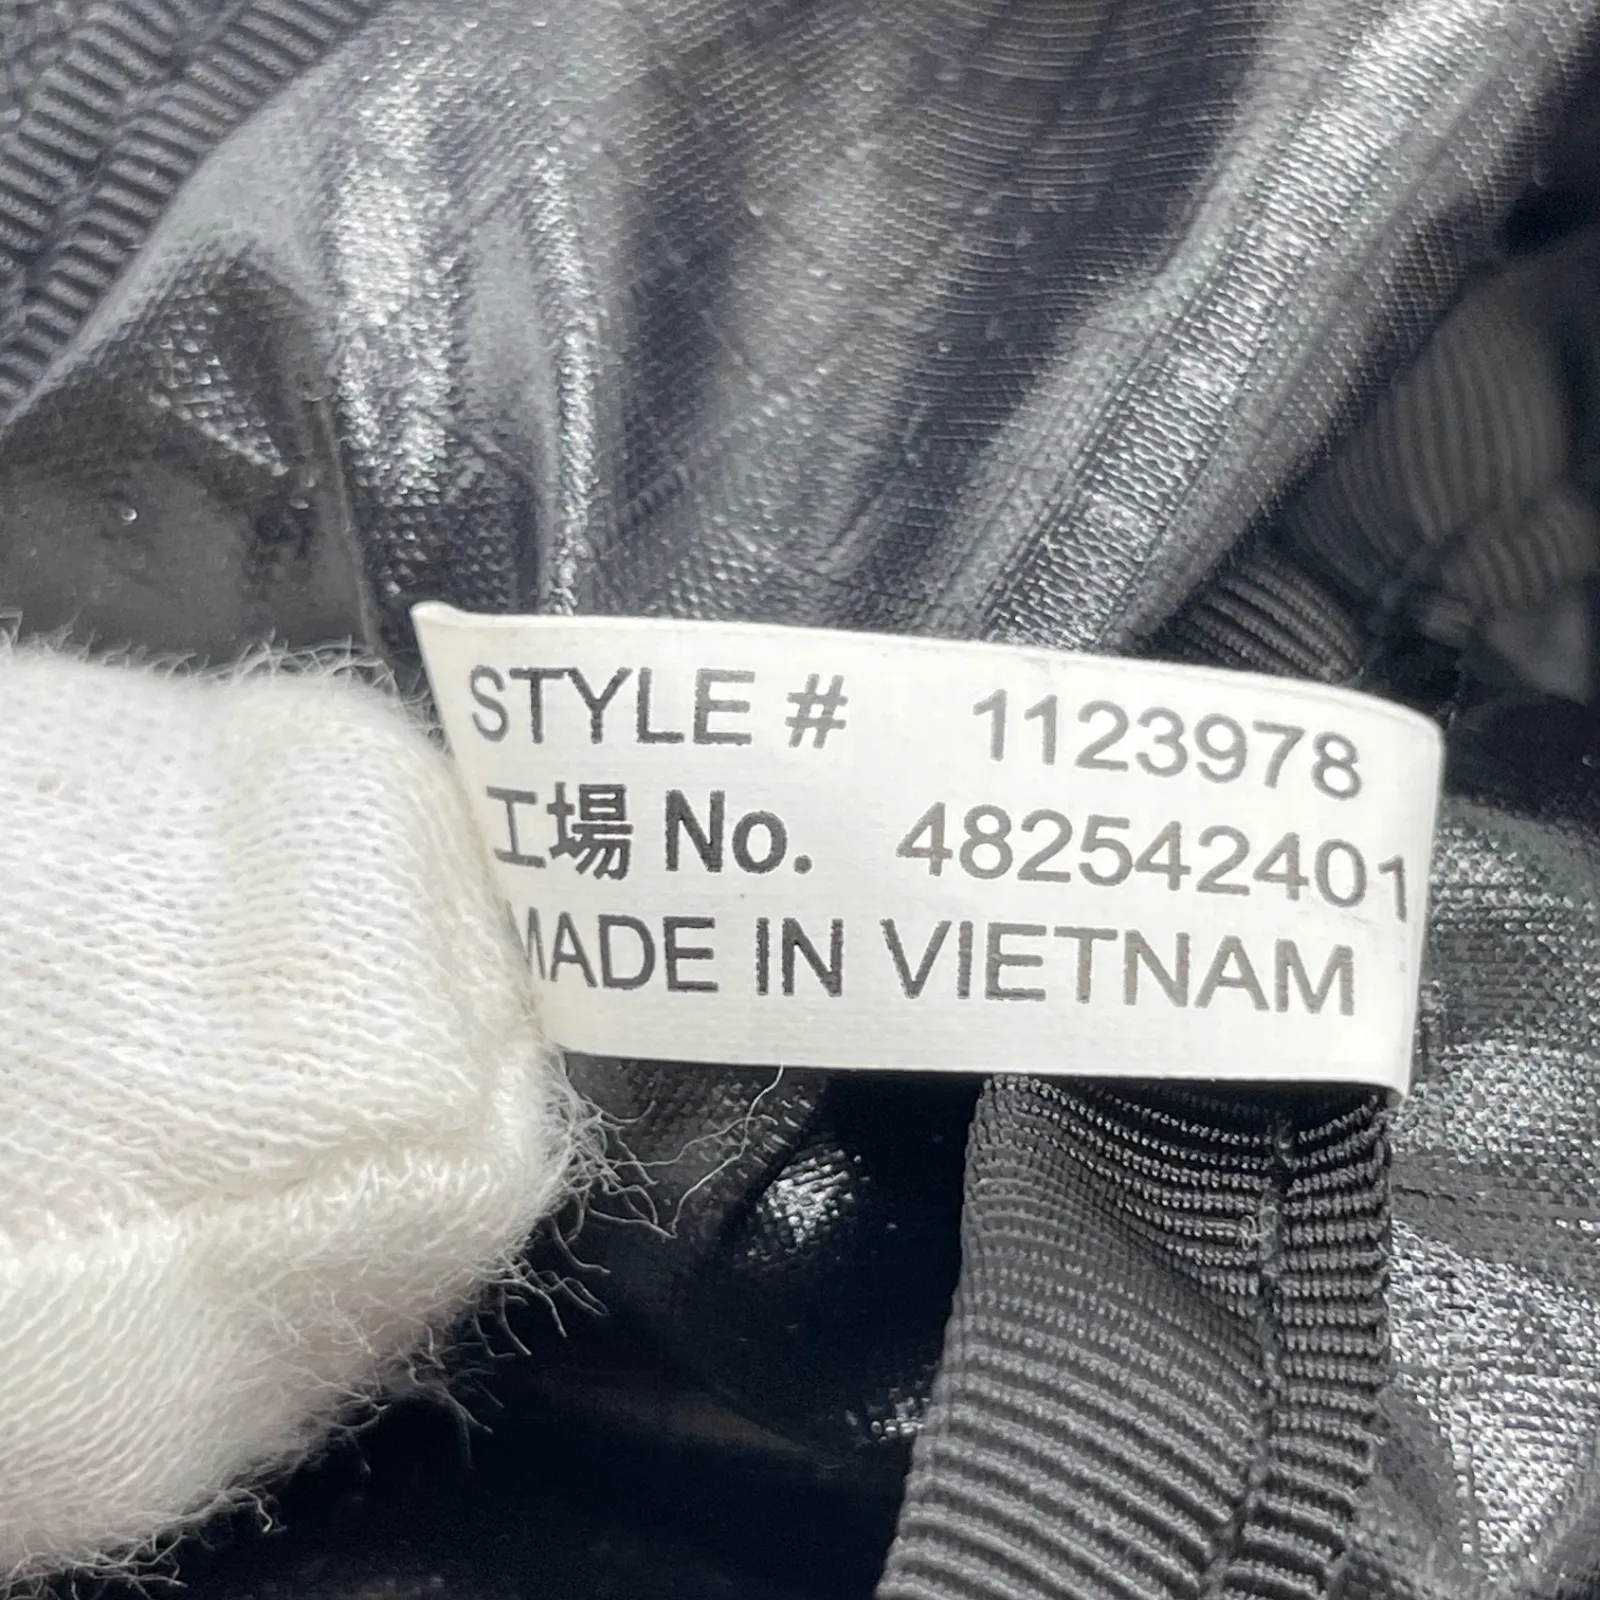 STYLE # 1123978
工場 No. 482542401
MADE IN VIETNAM